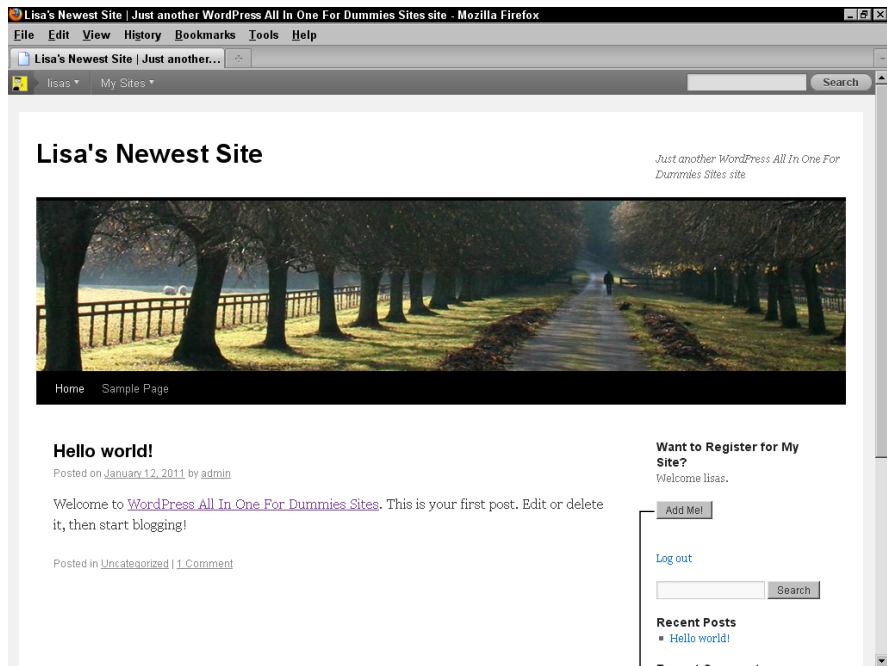 Lisa's Newest Site | Just another WordPress All In One For Dummies Sites site - Mozilla Firefox
File Edit View History Bookmarks Tools Help
Lisa's Newest Site | Just another...
lisas My Sites Search
Lisa's Newest Site
Just another WordPress All In One For
Dummies Sites site
Home Sample Page
Hello world!
Posted on January 12, 2011 by admin
Welcome to WordPress All In One For Dummies Sites. This is your first post. Edit or delete
it, then start blogging!
Posted in Uncategorized | 1 Comment
Want to Register for My
Site?
Welcome lisas.
Add Me!
Log out
Search
Recent Posts
Hello world!